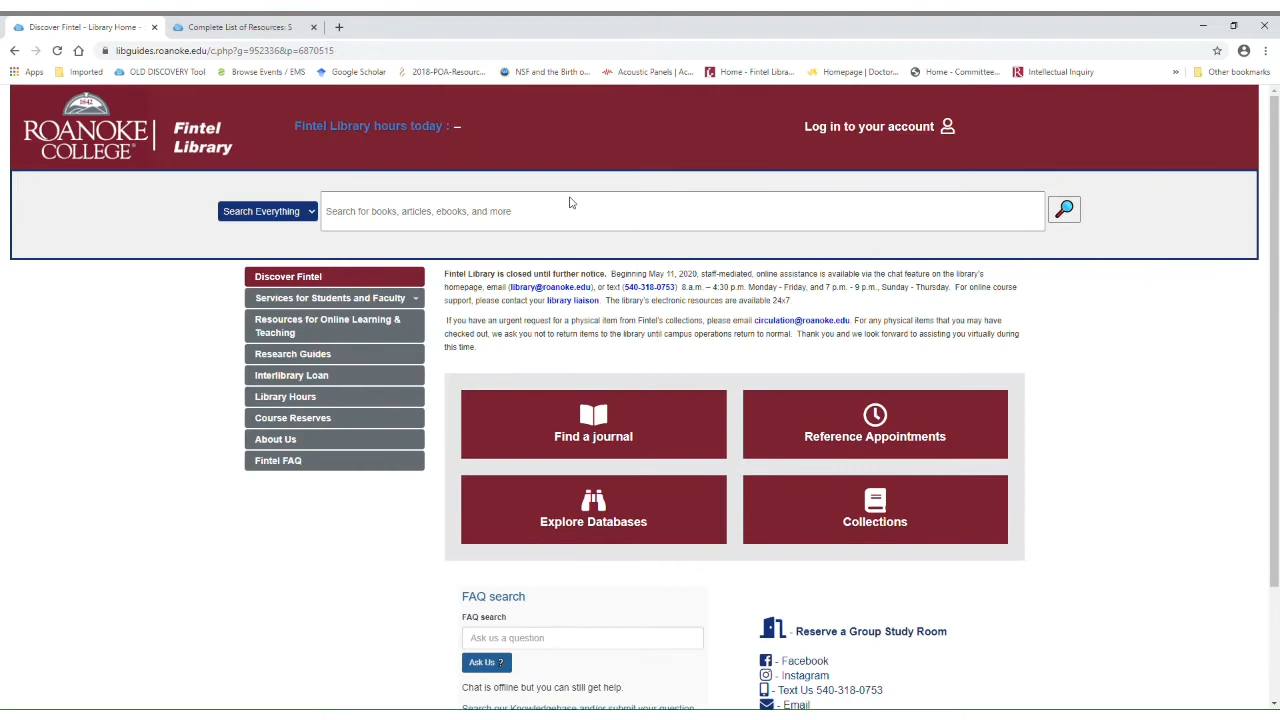 Discover Fintel - Library Home -
Complete List of Resources: S
libguides.roanoke.edu/c.php?g=952336&p=6870515
Apps Imported OLD DISCOVERY Tool Browse Events / EMS Google Scholar 2018-POA-Resourc... NSF and the Birth o... Acoustic Panels | Ac... Home - Fintel Libra... Homepage | Doctor... Home - Committee... Intellectual Inquiry » Other bookmarks
1842
ROANOKE
COLLEGE
Fintel
Library
Fintel Library hours today : –
Log in to your account
Search Everything
Search for books, articles, ebooks, and more
Discover Fintel
Services for Students and Faculty
Resources for Online Learning &
Teaching
Research Guides
Interlibrary Loan
Library Hours
Course Reserves
About Us
Fintel FAQ
Fintel Library is closed until further notice. Beginning May 11, 2020, staff-mediated, online assistance is available via the chat feature on the library's
homepage, email (library@roanoke.edu), or text (540-318-0753) 8.a.m. – 4:30 p.m. Monday - Friday, and 7 p.m. - 9 p.m., Sunday - Thursday. For online course
support, please contact your library liaison. The library's electronic resources are available 24x7
If you have an urgent request for a physical item from Fintel's collections, please email circulation@roanoke.edu. For any physical items that you may have
checked out, we ask you not to return items to the library until campus operations return to normal. Thank you and we look forward to assisting you virtually during
this time.
Find a journal
Reference Appointments
Explore Databases
Collections
FAQ search
FAQ search
Ask us a question
Ask Us ?
Chat is offline but you can still get help.
Search our Knowledgebase and/or submit your question
- Reserve a Group Study Room
- Facebook
- Instagram
- Text Us 540-318-0753
- Email